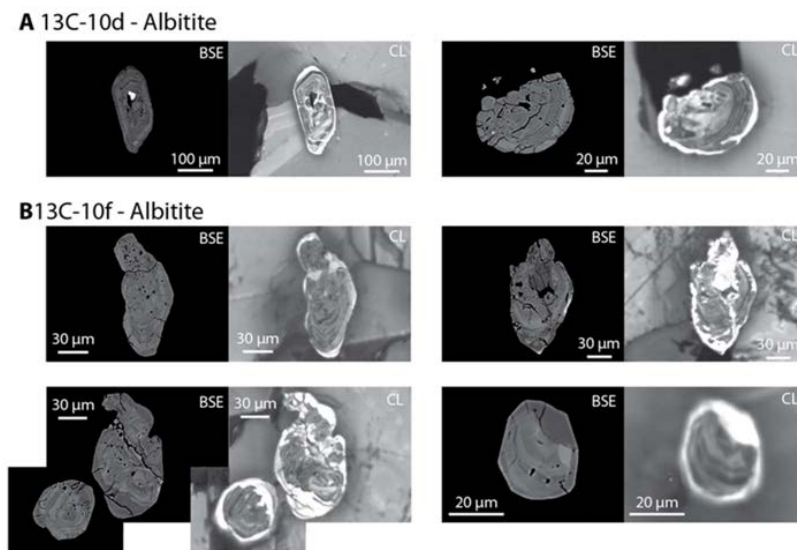 A 13C-10d - Albitite
BSE
CL
BSE
CL
100 µm
100 µm
20 µm
20 µm
B13C-10f - Albitite
BSE
CL
BSE
CL
30 µm
30 µm
30 µm
30 µm
30 µm
BSE
30 µm
CL
BSE
CL
20 µm
20 µm